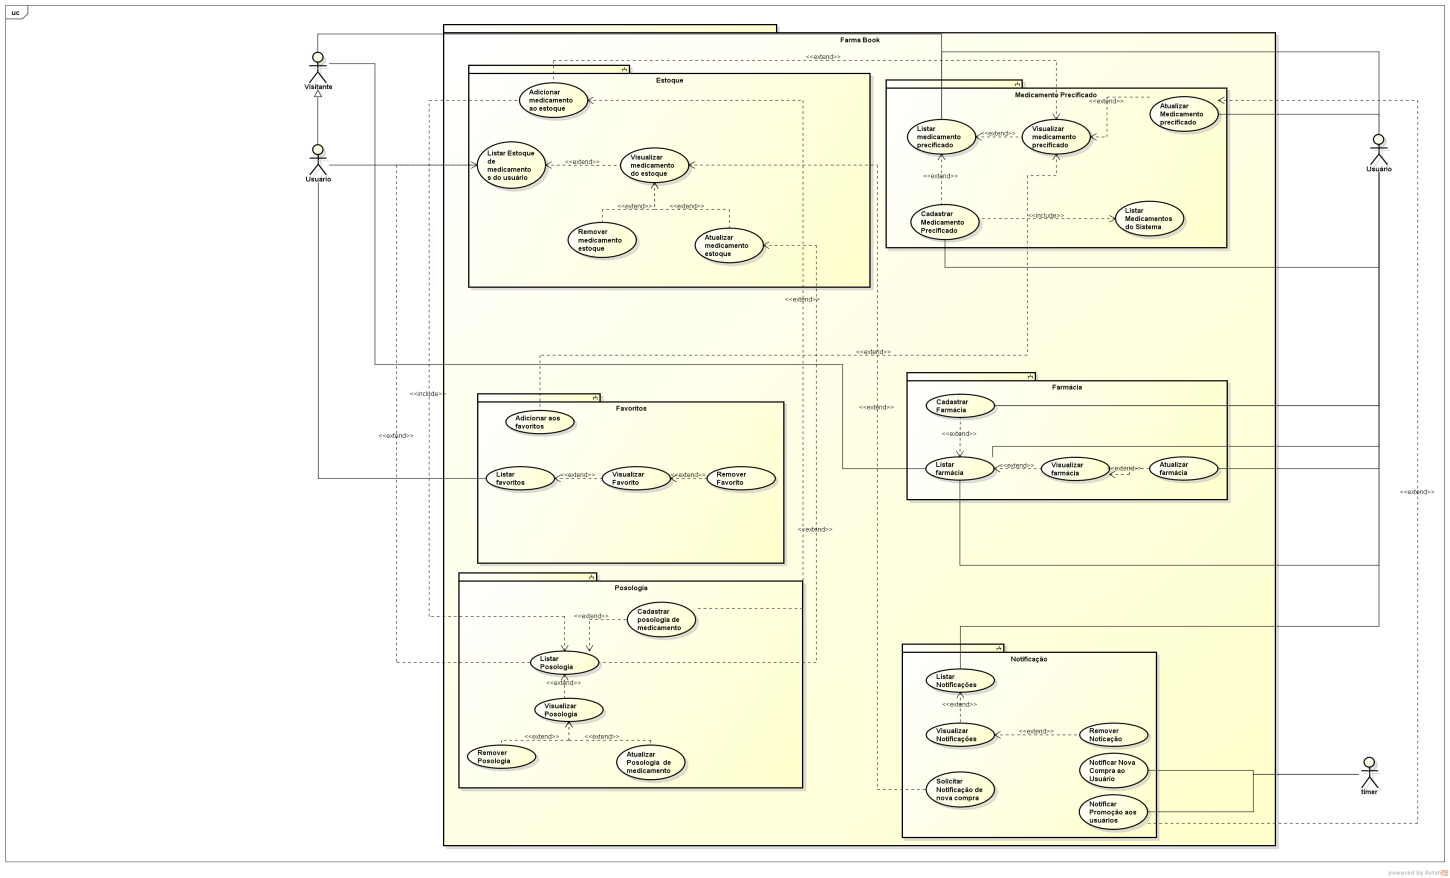 uc
Farma Book
Visitante
Usuário
Estoque
<<extend>>
Adicionar
medicamento
ao estoque
Listar Estoque
de
medicamento
s do usuário
<<extend>>
Visualizar
medicamento
do estoque
<<extend>>
<<extend>>
Remover
medicamento
estoque
Atualizar
medicamento
estoque
Medicamento Precificado
<<extend>>
Atualizar
Medicamento
precificado
Listar
medicamento
precificado
<<extend>>
Visualizar
medicamento
precificado
<<extend>>
Cadastrar
Medicamento
Precificado
<<include>>
Listar
Medicamentos
do Sistema
Usuário
<<extend>>
<<extend>>
<<include>>
<<extend>>
<<extend>>
<<extend>>
<<extend>>
Favoritos
Adicionar aos
favoritos
Listar
favoritos
<<extend>>
Visualizar
Favorito
<<extend>>
Remover
Favorito
Farmácia
Cadastrar
Farmácia
<<extend>>
Listar
farmácia
<<extend>>
Visualizar
farmácia
<<extend>>
Atualizar
farmácia
Posologia
Cadastrar
posologia de
medicamento
<<extend>>
Listar
Posologia
<<extend>>
Visualizar
Posologia
<<extend>>
<<extend>>
Remover
Posologia
Atualizar
Posologia de
medicamento
Notificação
Listar
Notificações
<<extend>>
Visualizar
Notificações
<<extend>>
Remover
Noticação
Notificar Nova
Compra ao
Usuário
Solicitar
Notificação de
nova compra
Notificar
Promoção aos
usuários
timer
powered by Astah